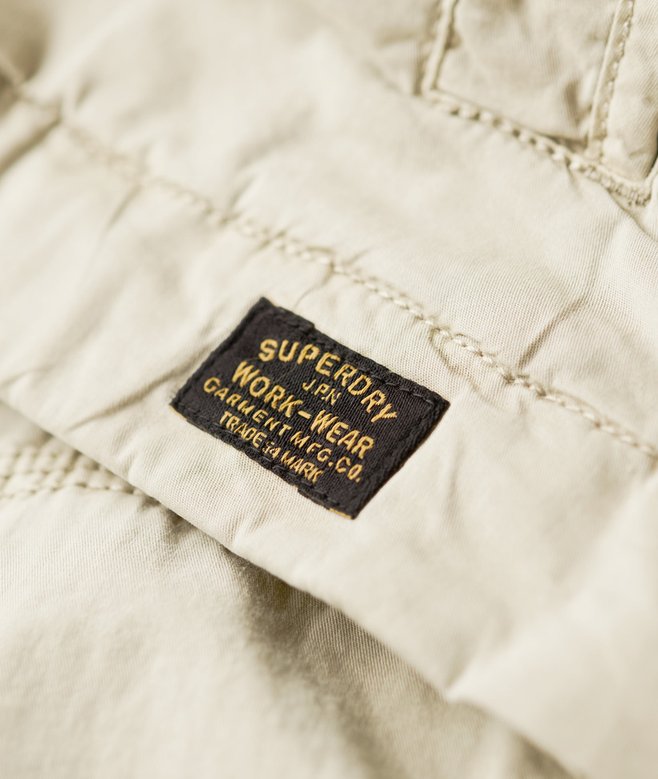 SUPERDRY
JPN
WORK-WEAR
GARMENT MFG.CO.
TRADE MARK